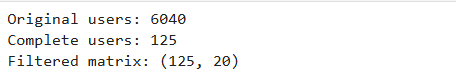 Original users: 6040
Complete users: 125
Filtered matrix: (125, 20)